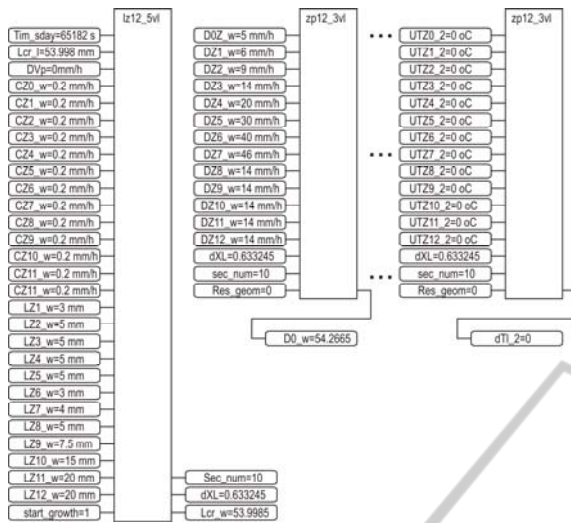 lz12_5vl
Tim_sday=65182 s
Lcr_I=53.998 mm
DVp=0mm/h
CZ0_w=0.2 mm/h
CZ1_w=0.2 mm/h
CZ2_w=0.2 mm/h
CZ3_w=0.2 mm/h
CZ4_w=0.2 mm/h
CZ5_w=0.2 mm/h
CZ6_w=0.2 mm/h
CZ7_w=0.2 mm/h
CZ8_w=0.2 mm/h
CZ9_w=0.2 mm/h
CZ10_w=0.2 mm/h
CZ11_w=0.2 mm/h
CZ11_w=0.2 mm/h
LZ1_w=3 mm
LZ2_w=5 mm
LZ3_w=5 mm
LZ4_w=5 mm
LZ5_w=5 mm
LZ6_w=3 mm
LZ7_w=4 mm
LZ8_w=5 mm
LZ9_w=7.5 mm
LZ10_w=15 mm
LZ11_w=20 mm
LZ12_w=20 mm
start_growth=1
Sec_num=10
dXL=0.633245
Lcr_w=53.9985
zp12_3vl
D0Z_w=5 mm/h
DZ1_w=6 mm/h
DZ2_w=9 mm/h
DZ3_w=14 mm/h
DZ4_w=20 mm/h
DZ5_w=30 mm/h
DZ6_w=40 mm/h
DZ7_w=46 mm/h
DZ8_w=14 mm/h
DZ9_w=14 mm/h
DZ10_w=14 mm/h
DZ11_w=14 mm/h
DZ12_w=14 mm/h
dXL=0.633245
sec_num=10
Res_geom=0
D0_w=54.2665
zp12_3vl
UTZ0_2=0 oC
UTZ1_2=0 oC
UTZ2_2=0 oC
UTZ3_2=0 oC
UTZ4_2=0 oC
UTZ5_2=0 oC
UTZ6_2=0 oC
UTZ7_2=0 oC
UTZ8_2=0 oC
UTZ9_2=0 oC
UTZ10_2=0 oC
UTZ11_2=0 oC
UTZ12_2=0 oC
dXL=0.633245
sec_num=10
Res_geom=0
dTI_2=0